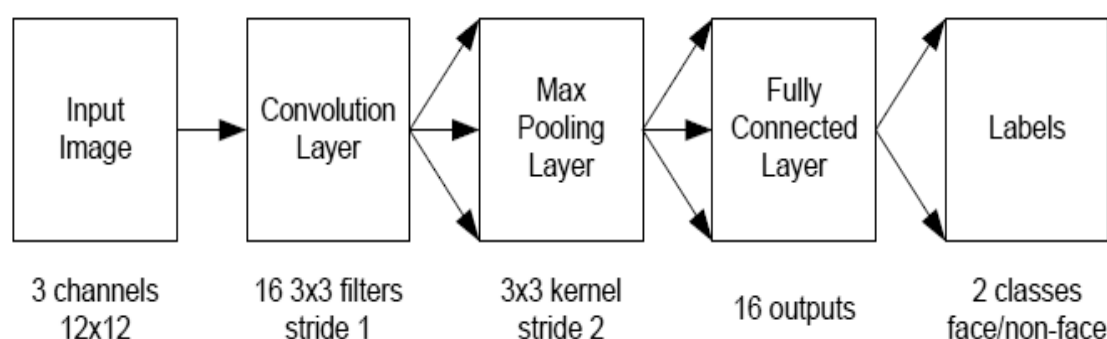 Input
Image
Convolution
Layer
Max
Pooling
Layer
Fully
Connected
Layer
Labels
3 channels
12x12
16 3x3 filters
stride 1
3x3 kernel
stride 2
16 outputs
2 classes
face/non-face